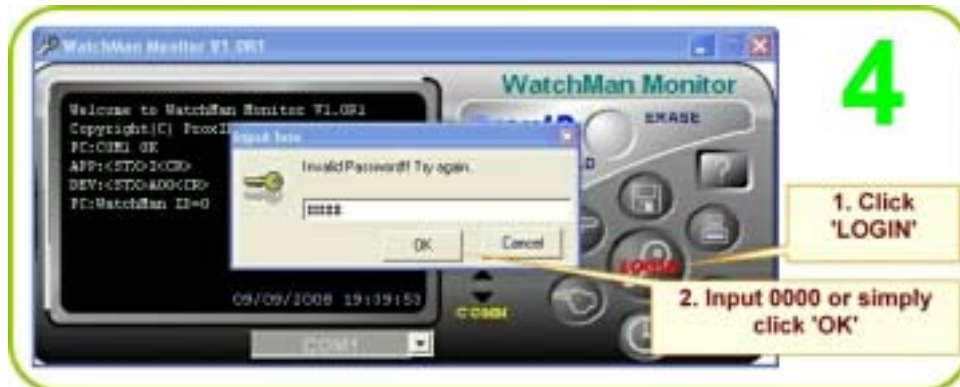 WatchMan Monitor V1.0R1
4
WatchMan Monitor
Welcome to WatchMan Monitor V1.0R1
Copyright(C)
PC:COM1 OK
APP:<STX>I<CR>
DEV:<STX>A00<CR>
PC:WatchMan ID=0
09/09/2008 19:39:53
Input box
Invalid Password!! Try again.
OK
Cancel
ERASE
?
LOGIN
COMM
COM1
1. Click
'LOGIN'
2. Input 0000 or simply
click 'OK'